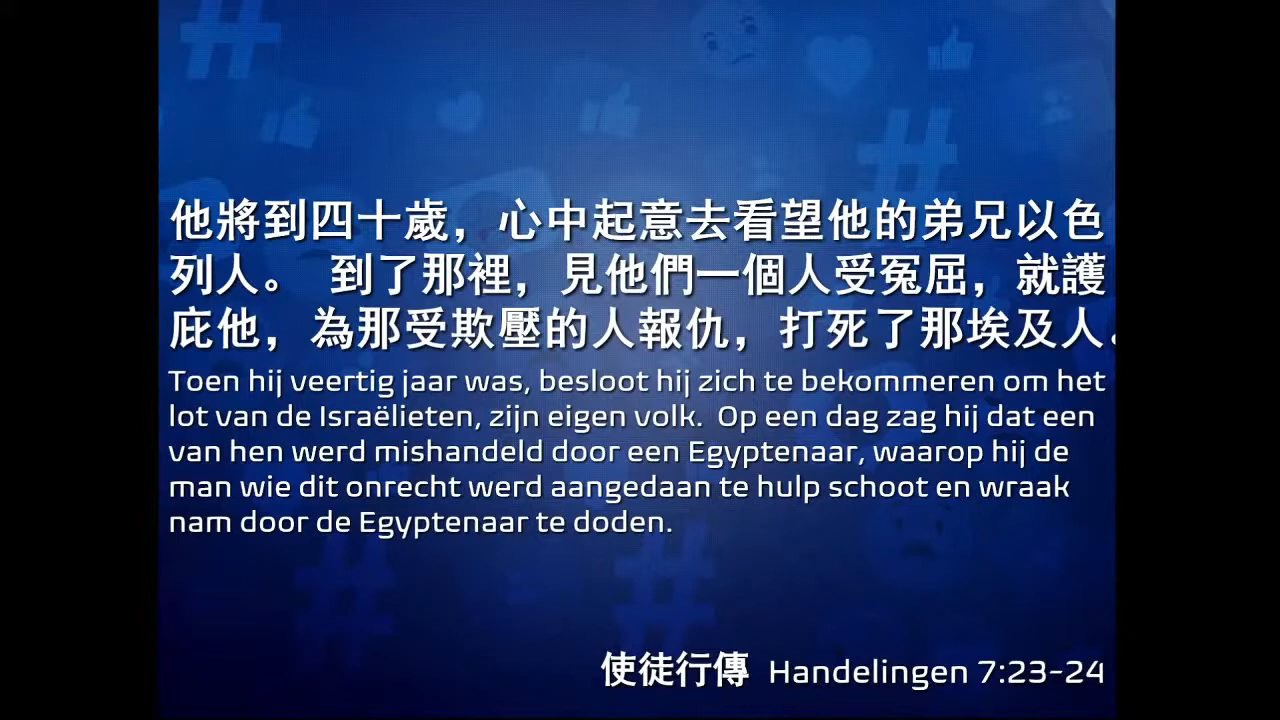 他將到四十歲，心中起意去看望他的弟兄以色
列人。 到了那裡，見他們一個人受冤屈，就護
庇他，為那受欺壓的人報仇，打死了那埃及人。
Toen hij veertig jaar was, besloot hij zich te bekommeren om het
lot van de Israëlieten, zijn eigen volk.  Op een dag zag hij dat een
van hen werd mishandeld door een Egyptenaar, waarop hij de
man wie dit onrecht werd aangedaan te hulp schoot en wraak
nam door de Egyptenaar te doden.
使徒行傳  Handelingen 7:23-24